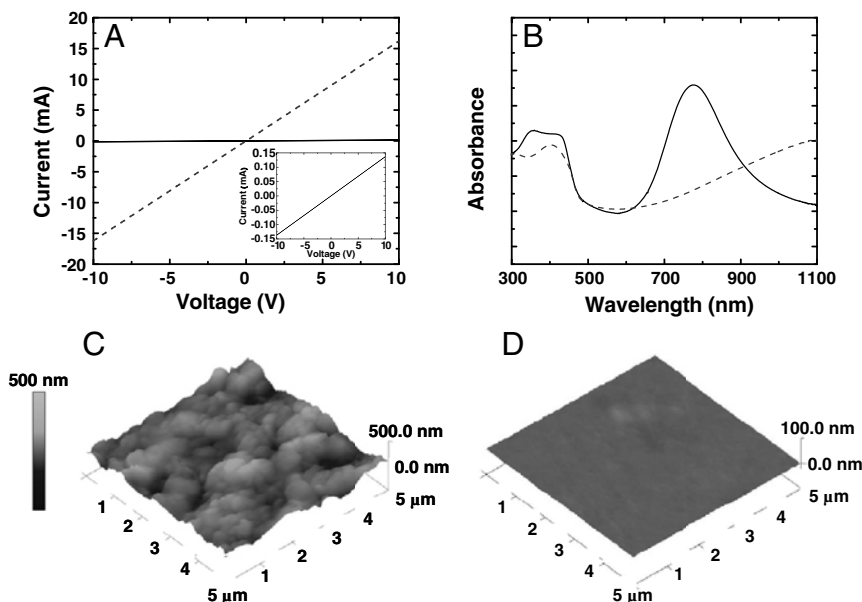 A
Current (mA)
20
15
10
5
0
-5
-10
-15
-20
-10
-5
0
5
10
Voltage (V)
Current (mA)
0.15
0.10
0.05
0.00
-0.05
-0.10
-0.15
-10
-5
0
5
10
Voltage (V)
B
Absorbance
300
500
700
900
1100
Wavelength (nm)
C
500 nm
500.0 nm
0.0 nm
5 µm
1
2
3
4
5 µm
1
2
3
4
D
100.0 nm
0.0 nm
5 µm
1
2
3
4
5 µm
1
2
3
4